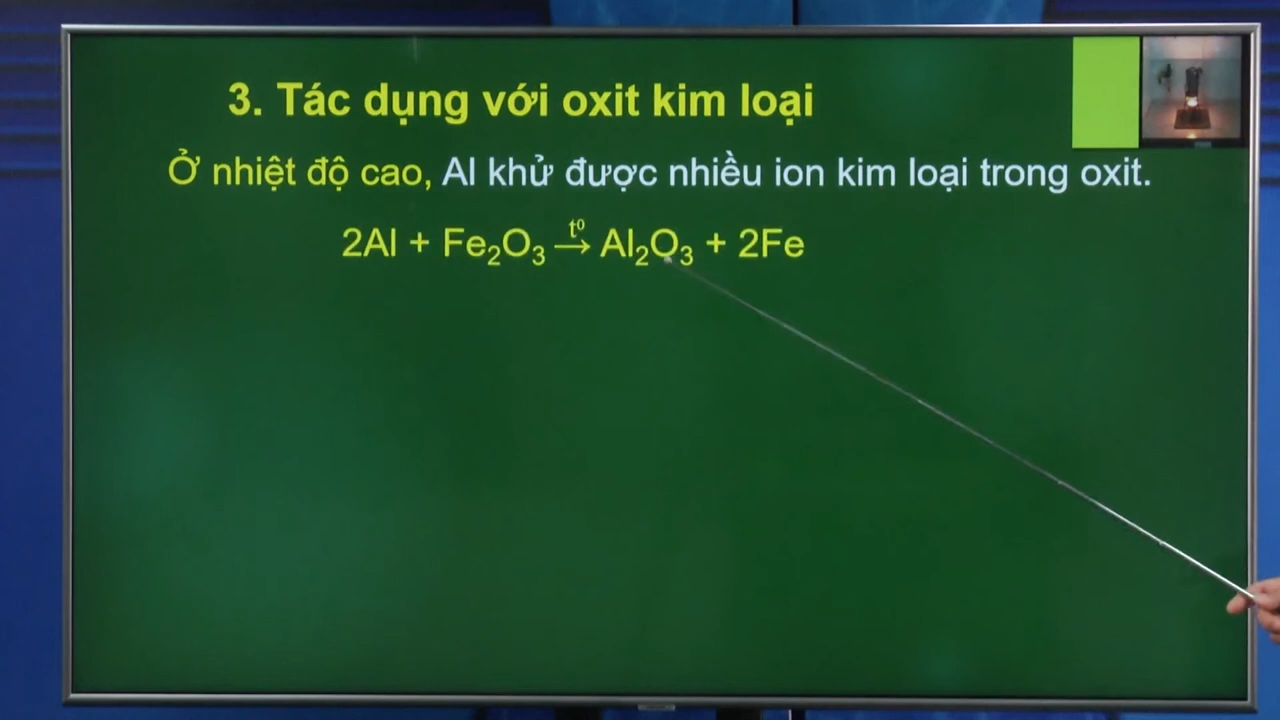 3. Tác dụng với oxit kim loại
Ở nhiệt độ cao, Al khử được nhiều ion kim loại trong oxit.
2Al + Fe₂O₃ →t⁰ Al₂O₃ + 2Fe